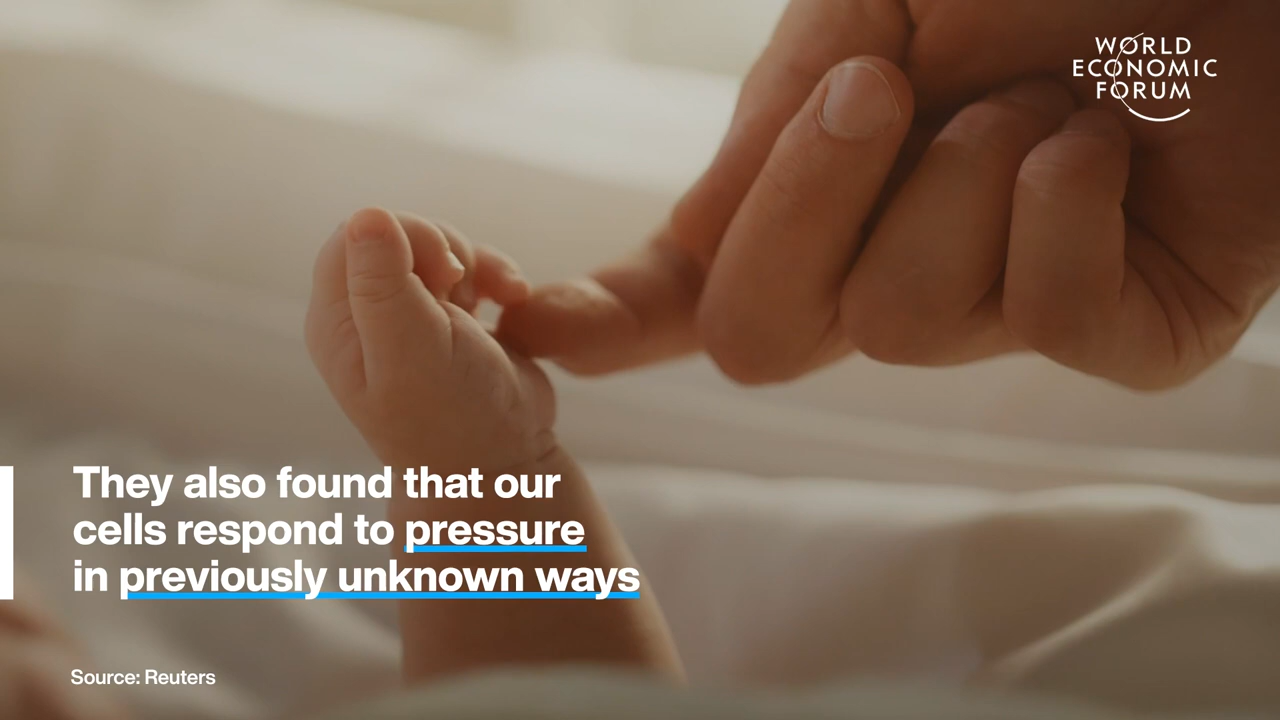 WORLD
ECONOMIC
FORUM
They also found that our
cells respond to pressure
in previously unknown ways
Source: Reuters